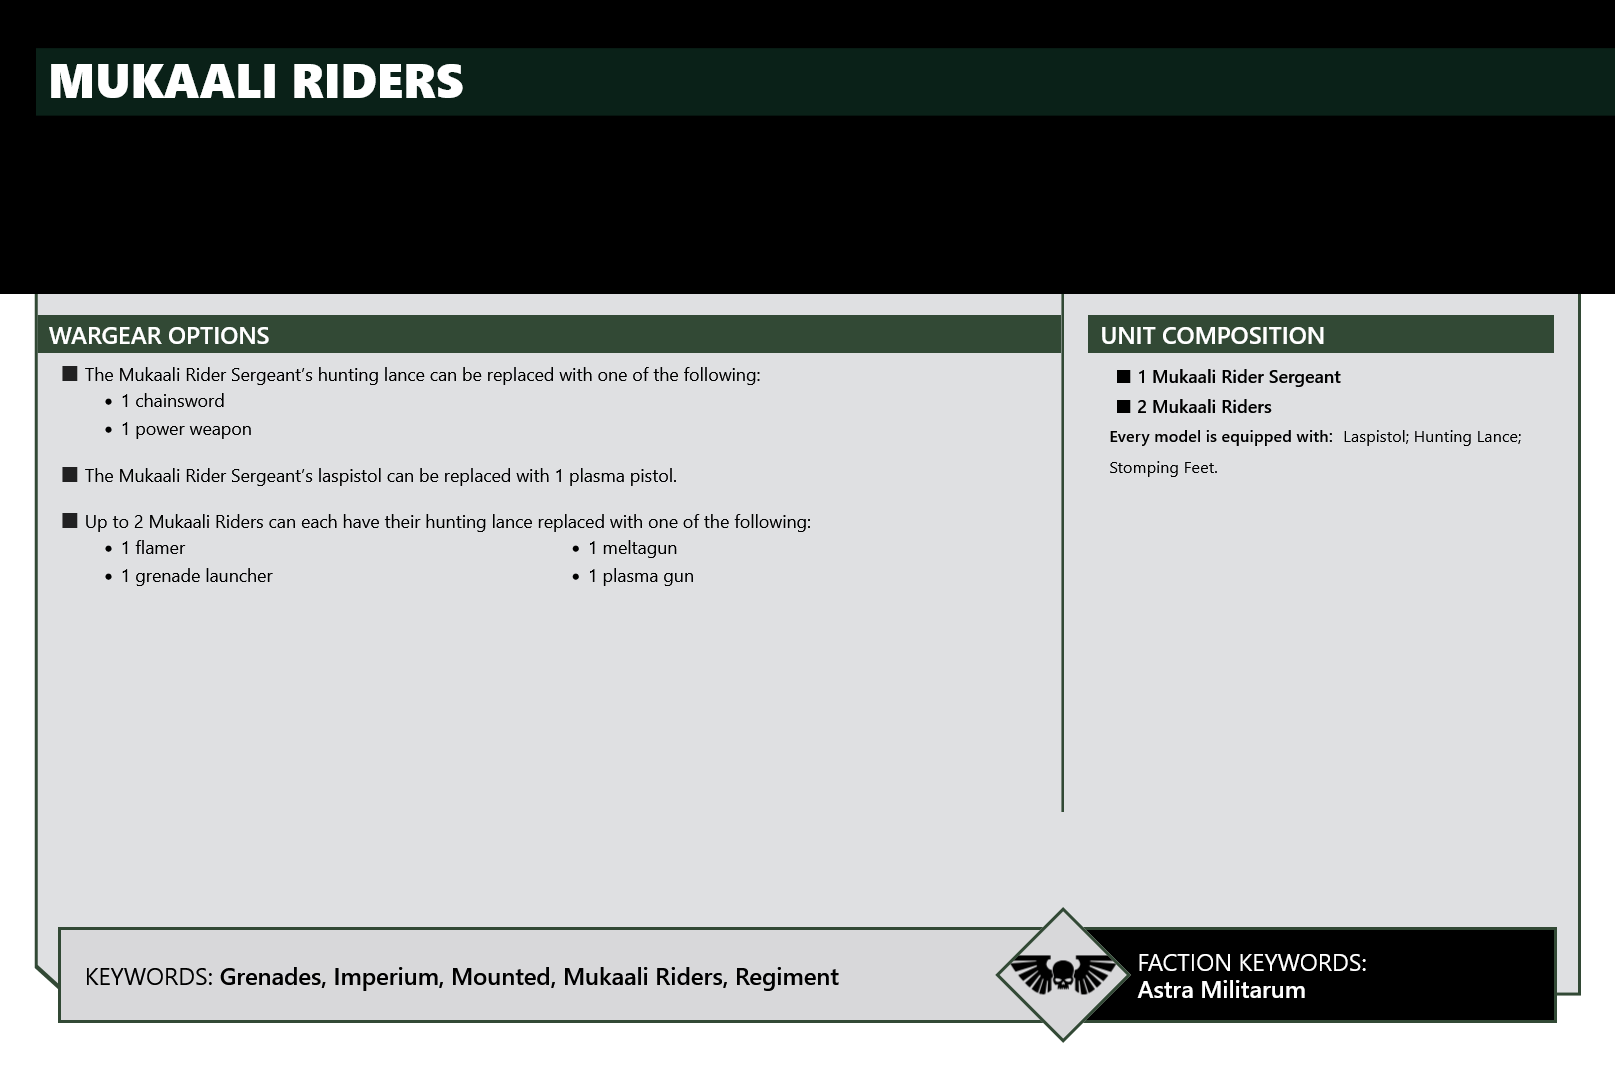 MUKAALI RIDERS
WARGEAR OPTIONS
The Mukaali Rider Sergeant's hunting lance can be replaced with one of the following:
• 1 chainsword
• 1 power weapon
The Mukaali Rider Sergeant's laspistol can be replaced with 1 plasma pistol.
Up to 2 Mukaali Riders can each have their hunting lance replaced with one of the following:
• 1 flamer
• 1 grenade launcher
• 1 meltagun
• 1 plasma gun
UNIT COMPOSITION
■ 1 Mukaali Rider Sergeant
■ 2 Mukaali Riders
Every model is equipped with: Laspistol; Hunting Lance;
Stomping Feet.
KEYWORDS: Grenades, Imperium, Mounted, Mukaali Riders, Regiment
FACTION KEYWORDS:
Astra Militarum